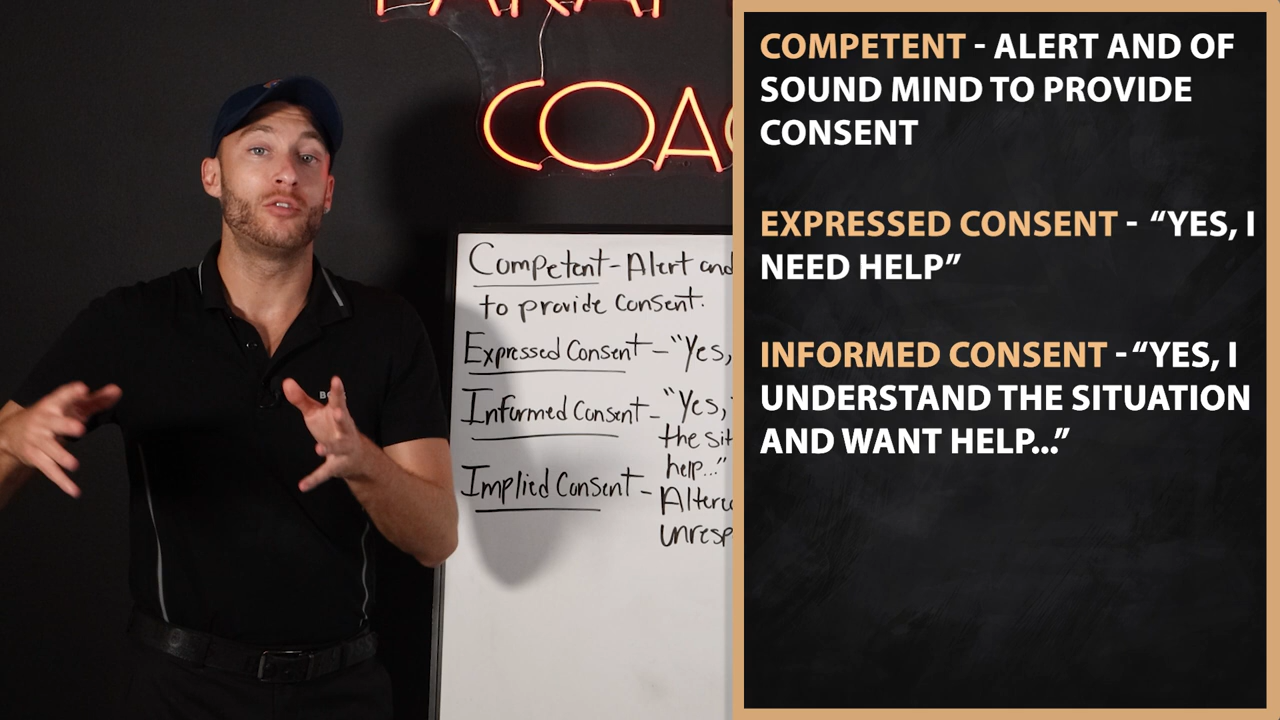 COA
Competent - Alert and
to provide consent.
Expressed Consent - "Yes,
Informed Consent - "Yes,
the sit
help..."
Implied Consent -
Altere
unresp
COMPETENT - ALERT AND OF
SOUND MIND TO PROVIDE
CONSENT
EXPRESSED CONSENT - “YES, I
NEED HELP”
INFORMED CONSENT - “YES, I
UNDERSTAND THE SITUATION
AND WANT HELP...”